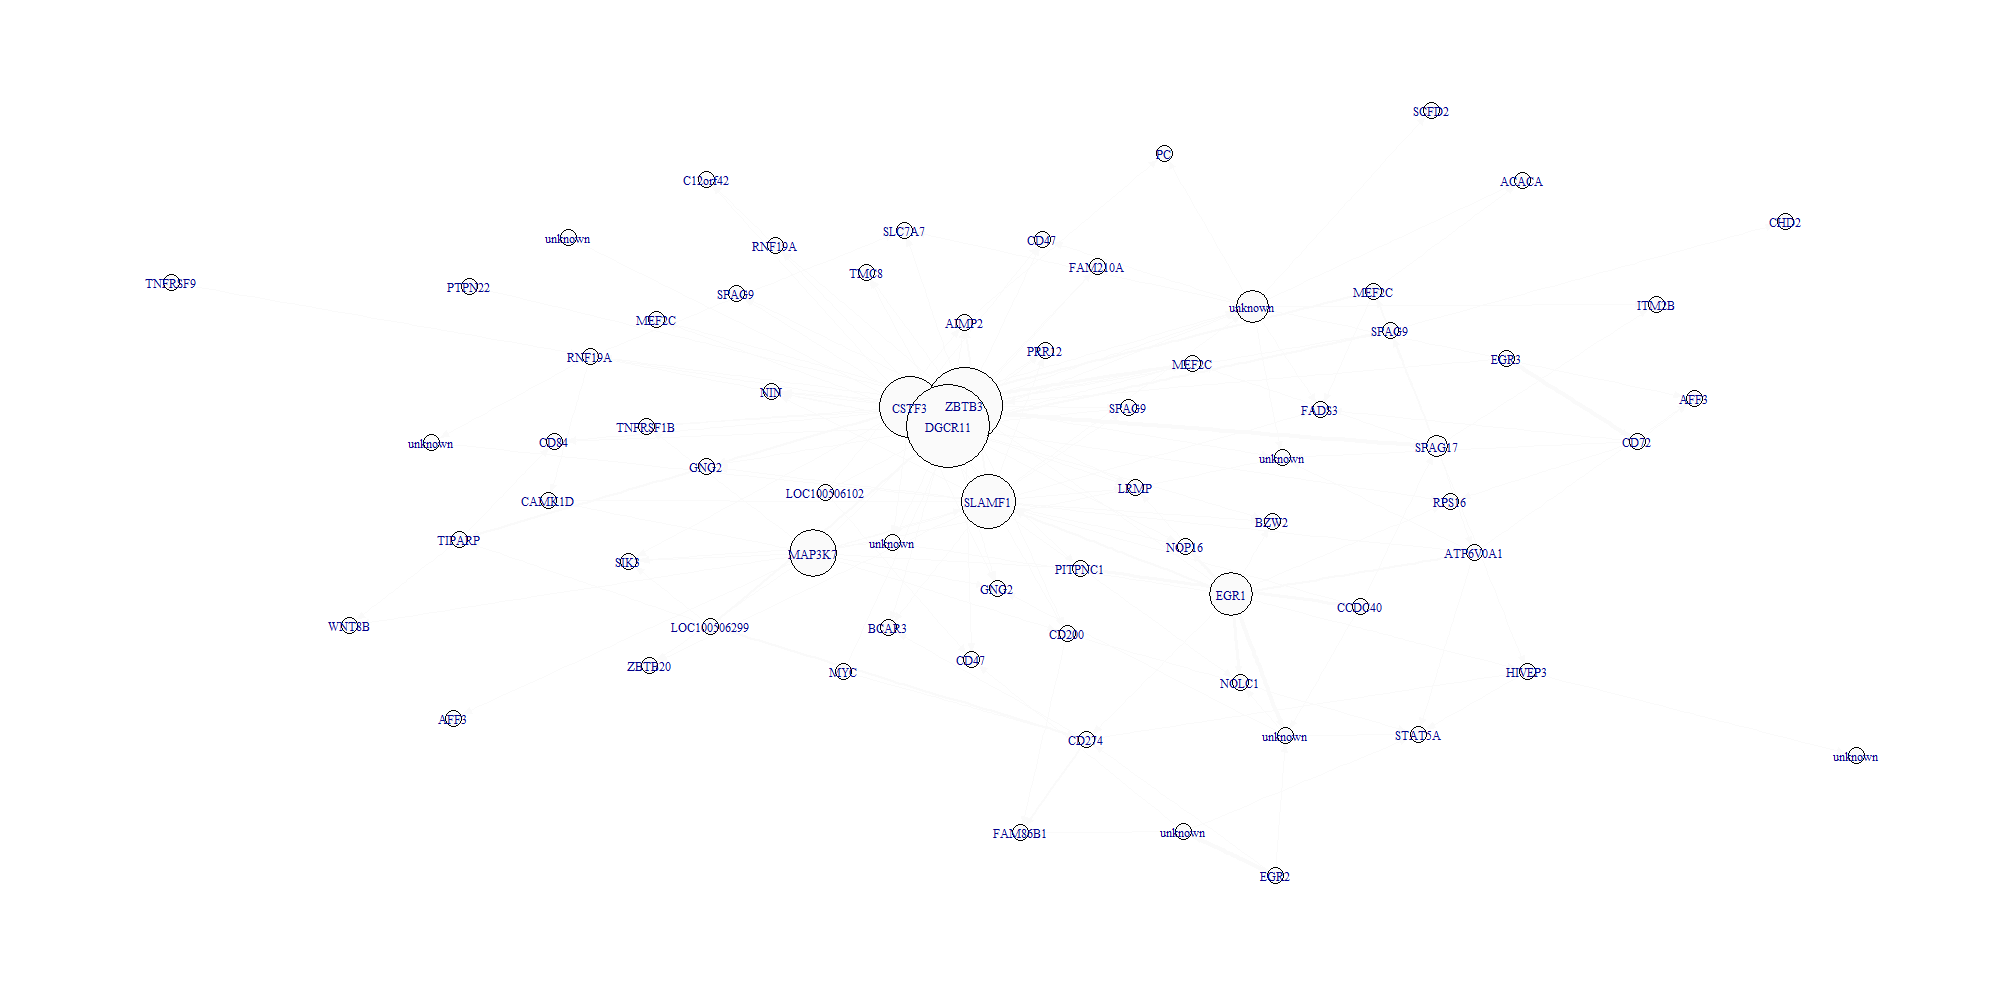 SCFD2
PC
C12orf42
ACACA
CHD2
SLC7A7
unknown
CD47
RNF19A
FAM210A
TMC8
TNFRSF9
PTPN22
SPAG9
MEF2C
ITM2B
unknown
MEF2C
AIMP2
SPAG9
PRR12
RNF19A
EGR3
MEF2C
NIN
AFF3
CSTF3
ZBTB3
SPAG9
FADS3
TNFRSF1B
DGCR11
unknown
CD84
CD72
SPAG17
unknown
GNG2
LRMP
LOC100506102
CAMK1D
SLAMF1
RPS16
BZW2
TIPARP
unknown
NOP16
MAP3K7
ATP6V0A1
SIK3
PITPNC1
GNG2
EGR1
CCDC40
WNT8B
LOC100506299
BCAR3
CD200
CD47
ZBTB20
MYC
HIVEP3
NOLC1
AFF3
CD274
unknown
STAT5A
unknown
FAM86B1
unknown
EGR2